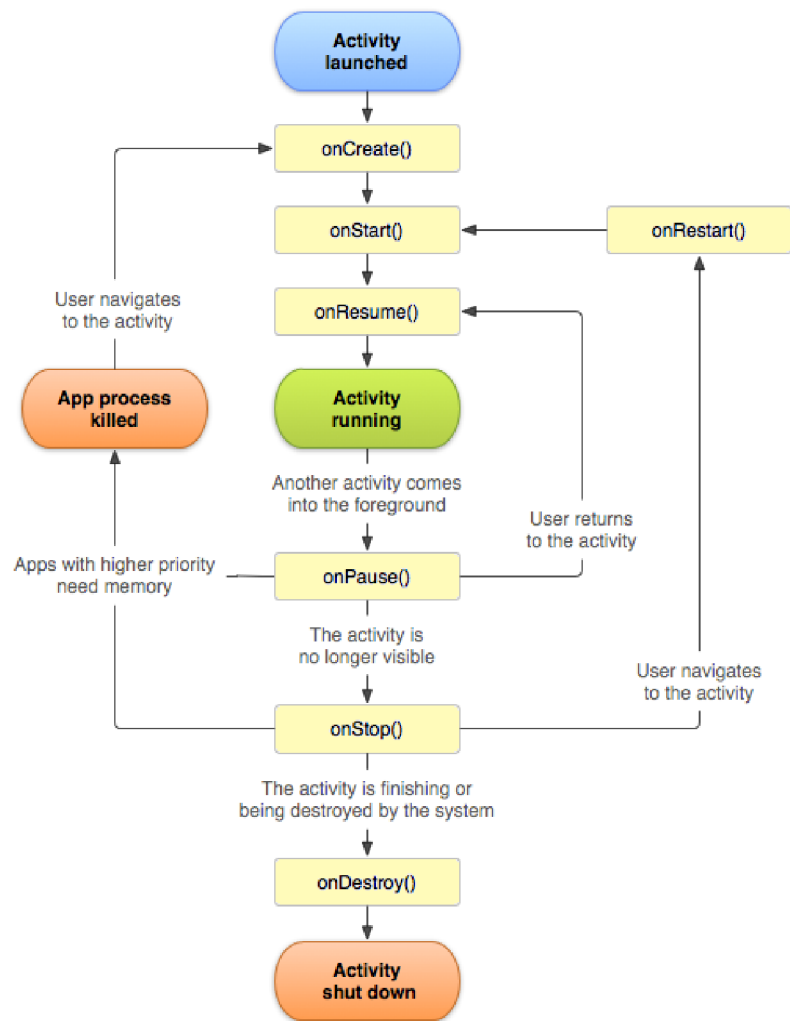 Activity
launched
onCreate()
onStart()
onRestart()
User navigates
to the activity
onResume()
App process
killed
Activity
running
Another activity comes
into the foreground
User returns
to the activity
Apps with higher priority
need memory
onPause()
The activity is
no longer visible
User navigates
to the activity
onStop()
The activity is finishing or
being destroyed by the system
onDestroy()
Activity
shut down